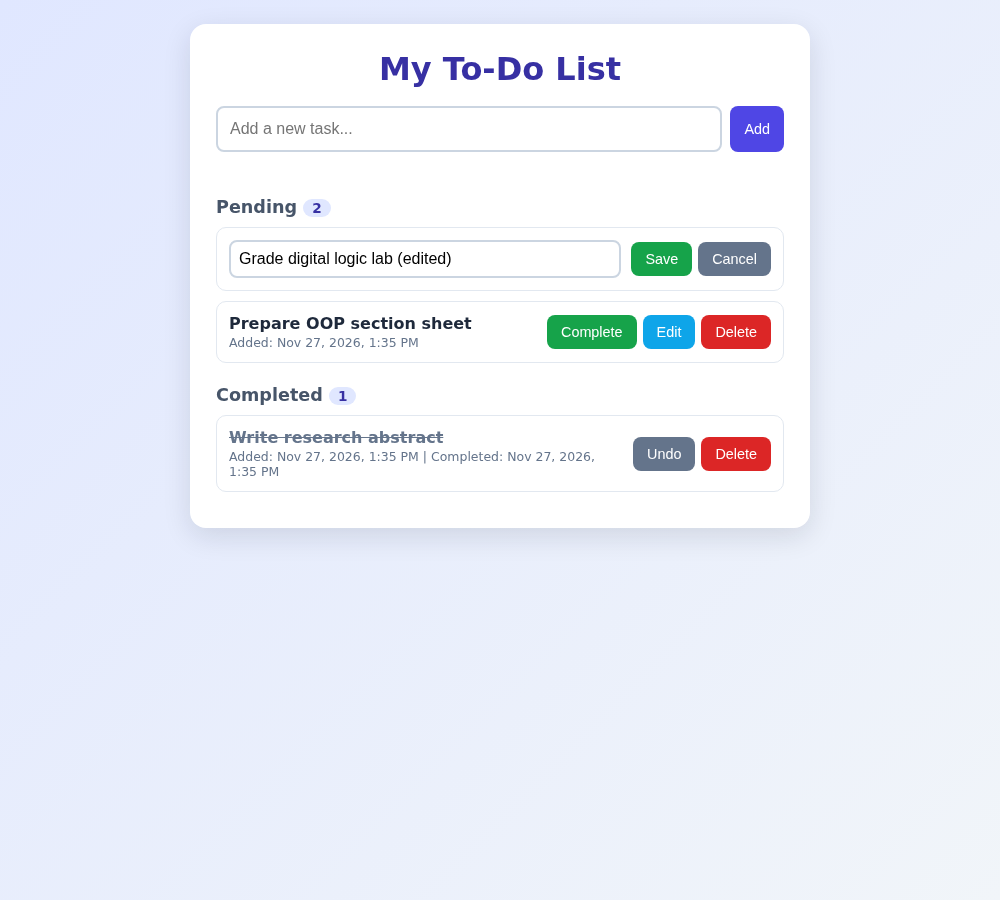 My To-Do List
Add a new task...
Add
Pending 2
Grade digital logic lab (edited)
Save
Cancel
Prepare OOP section sheet
Added: Nov 27, 2026, 1:35 PM
Complete
Edit
Delete
Completed 1
Write research abstract
Added: Nov 27, 2026, 1:35 PM | Completed: Nov 27, 2026,
1:35 PM
Undo
Delete